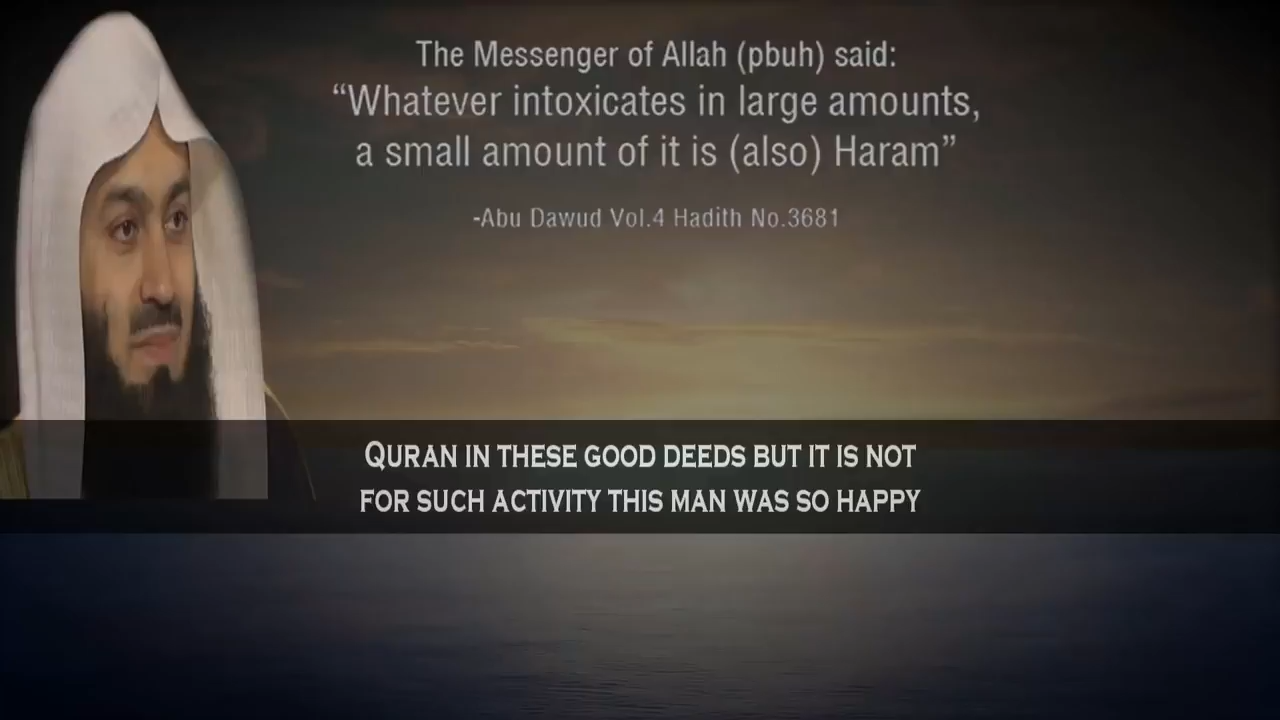 The Messenger of Allah (pbuh) said:
“Whatever intoxicates in large amounts,
a small amount of it is (also) Haram”
-Abu Dawud Vol.4 Hadith No.3681
QURAN IN THESE GOOD DEEDS BUT IT IS NOT
FOR SUCH ACTIVITY THIS MAN WAS SO HAPPY